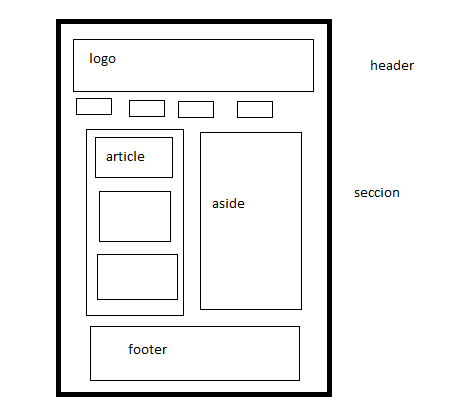 logo
header
article
seccion
aside
footer